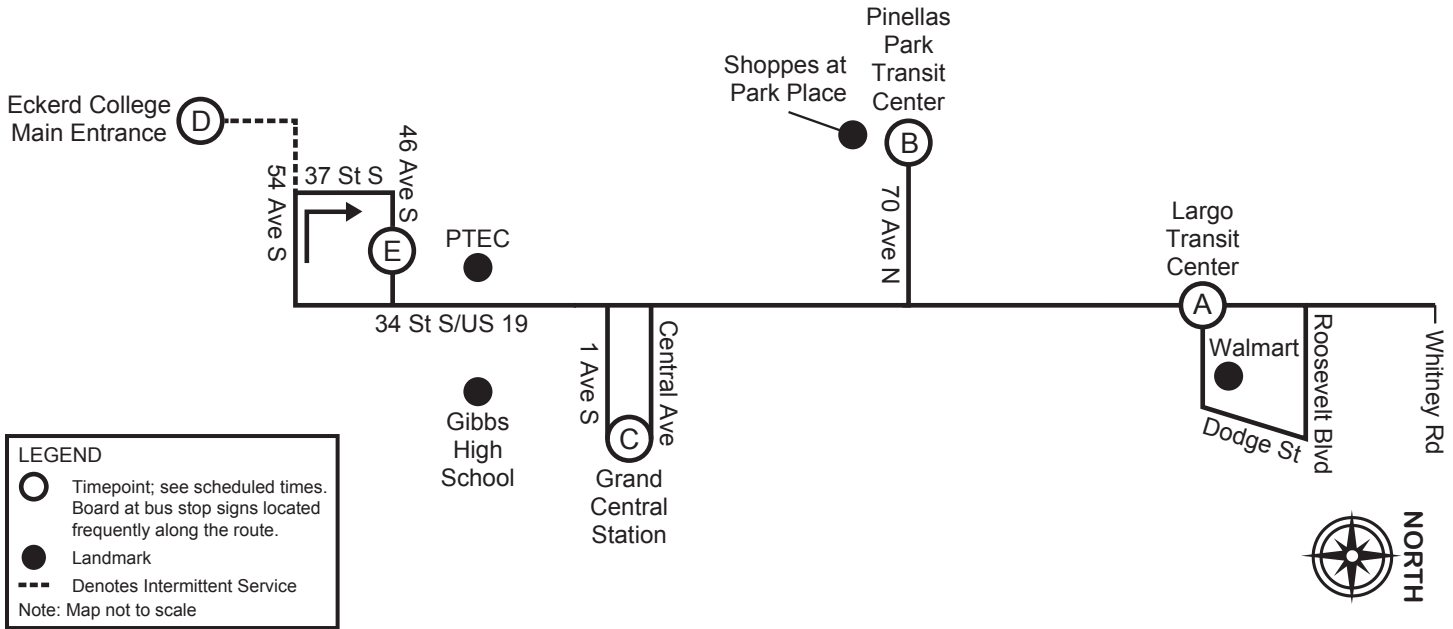 Pinellas
Park
Transit
Center
Shoppes at
Park Place
B
70 Ave N
Eckerd College
Main Entrance
D
54 Ave S
37 St S
46 Ave S
E
PTEC
34 St S/US 19
Gibbs
High
School
1 Ave S
Central Ave
C
Grand
Central
Station
Largo
Transit
Center
A
Walmart
Dodge St
Roosevelt Blvd
Whitney Rd
LEGEND
Timepoint; see scheduled times.
Board at bus stop signs located
frequently along the route.
Landmark
Denotes Intermittent Service
Note: Map not to scale
NORTH